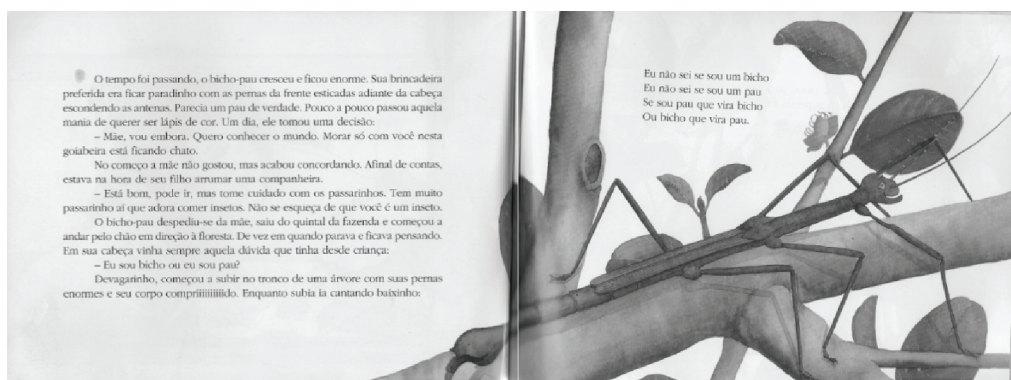 O tempo foi passando, o bicho-pau cresceu e ficou enorme. Sua brincadeira
preferida era ficar paradinho com as pernas da frente esticadas adiante da cabeça
escondendo as antenas. Parecia um pau de verdade. Pouco a pouco passou aquela
mania de querer ser lápis de cor. Um dia, ele tomou uma decisão:
– Mãe, vou embora. Quero conhecer o mundo. Morar só com você nesta
goiabeira está ficando chato.
No começo a mãe não gostou, mas acabou concordando. Afinal de contas,
estava na hora de seu filho arrumar uma companheira.
– Está bom, pode ir, mas tome cuidado com os passarinhos. Tem muito
passarinho aí que adora comer insetos. Não se esqueça de que você é um inseto.
O bicho-pau despediu-se da mãe, saiu do quintal da fazenda e começou a
andar pelo chão em direção à floresta. De vez em quando parava e ficava pensando.
Em sua cabeça vinha sempre aquela dúvida que tinha desde criança:
– Eu sou bicho ou eu sou pau?
Devagarinho, começou a subir no tronco de uma árvore com suas pernas
enormes e seu corpo compriiiiiiiiiido. Enquanto subia ia cantando baixinho:
Eu não sei se sou um bicho
Eu não sei se sou um pau
Se sou pau que vira bicho
Ou bicho que vira pau.